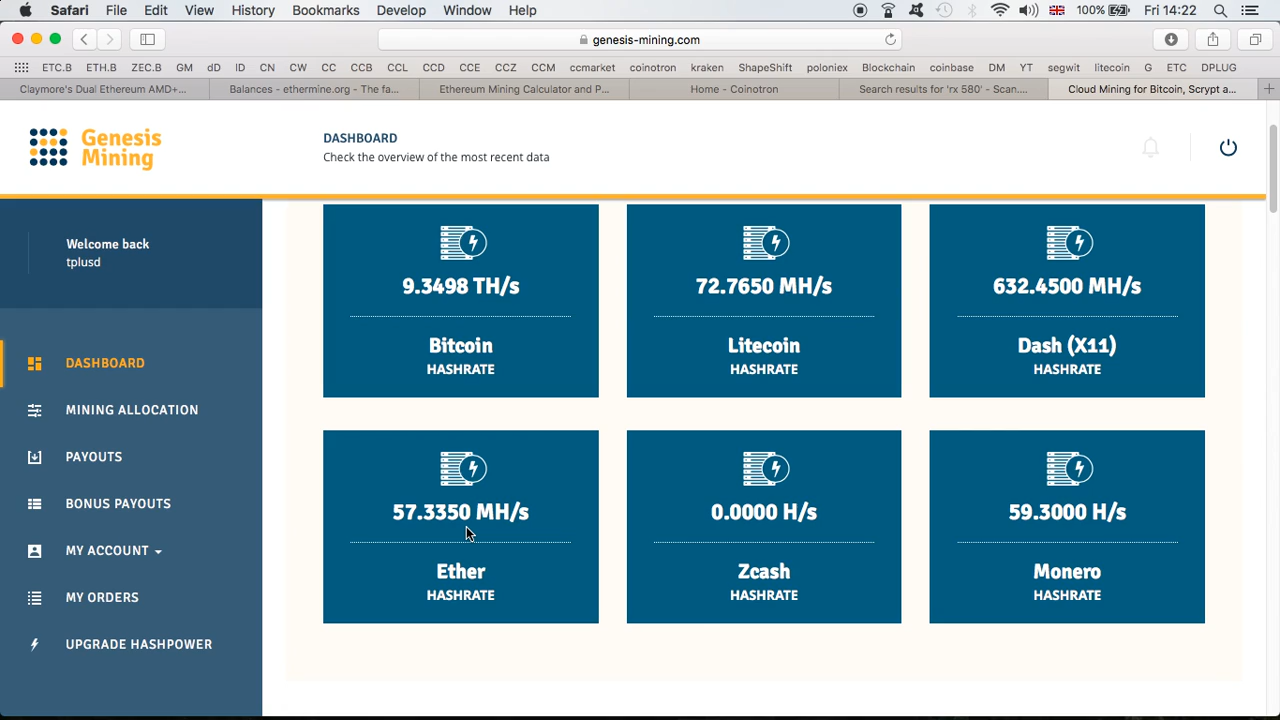 Safari File Edit View History Bookmarks Develop Window Help 100% Fri 14:22
genesis-mining.com
ETC.B ETH.B ZEC.B GM dD ID CN CW CC CCB CCL CCD CCE CCZ CCM ccmarket coinotron kraken ShapeShift poloniex Blockchain coinbase DM YT segwit litecoin G ETC DPLUG
Claymore's Dual Ethereum AMD+... Balances - ethermine.org - The fa... Ethereum Mining Calculator and P... Home - Coinotron Search results for 'rx 580' - Scan.... Cloud Mining for Bitcoin, Scrypt a...
Genesis
Mining
DASHBOARD
Check the overview of the most recent data
Welcome back
tplusd
DASHBOARD
MINING ALLOCATION
PAYOUTS
BONUS PAYOUTS
MY ACCOUNT
MY ORDERS
UPGRADE HASHPOWER
9.3498 TH/s
Bitcoin
HASHRATE
72.7650 MH/s
Litecoin
HASHRATE
632.4500 MH/s
Dash (X11)
HASHRATE
57.3350 MH/s
Ether
HASHRATE
0.0000 H/s
Zcash
HASHRATE
59.3000 H/s
Monero
HASHRATE